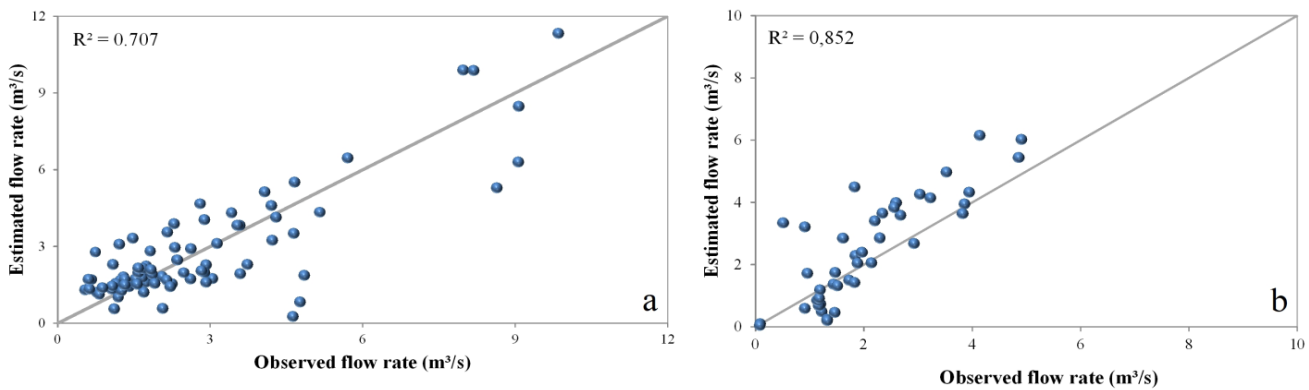 R² = 0.707
Estimated flow rate (m³/s)
12
9
6
3
0
0 3 6 9 12
Observed flow rate (m³/s)
a
R² = 0,852
Estimated flow rate (m³/s)
10
8
6
4
2
0
0 2 4 6 8 10
Observed flow rate (m³/s)
b